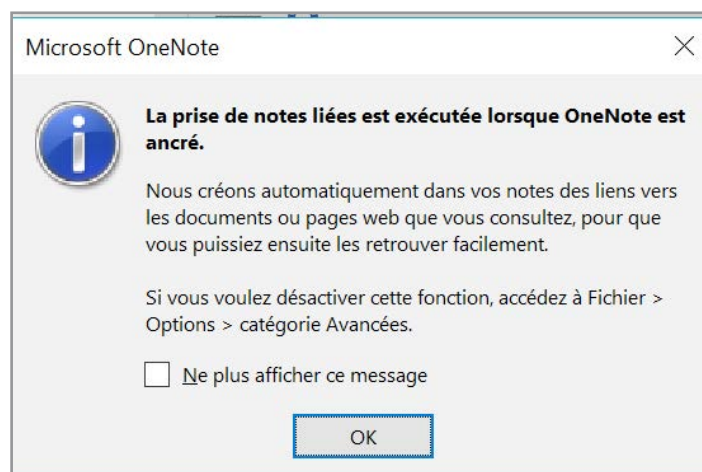 Microsoft OneNote
La prise de notes liées est exécutée lorsque OneNote est
ancré.
Nous créons automatiquement dans vos notes des liens vers
les documents ou pages web que vous consultez, pour que
vous puissiez ensuite les retrouver facilement.
Si vous voulez désactiver cette fonction, accédez à Fichier >
Options > catégorie Avancées.
Ne plus afficher ce message
OK